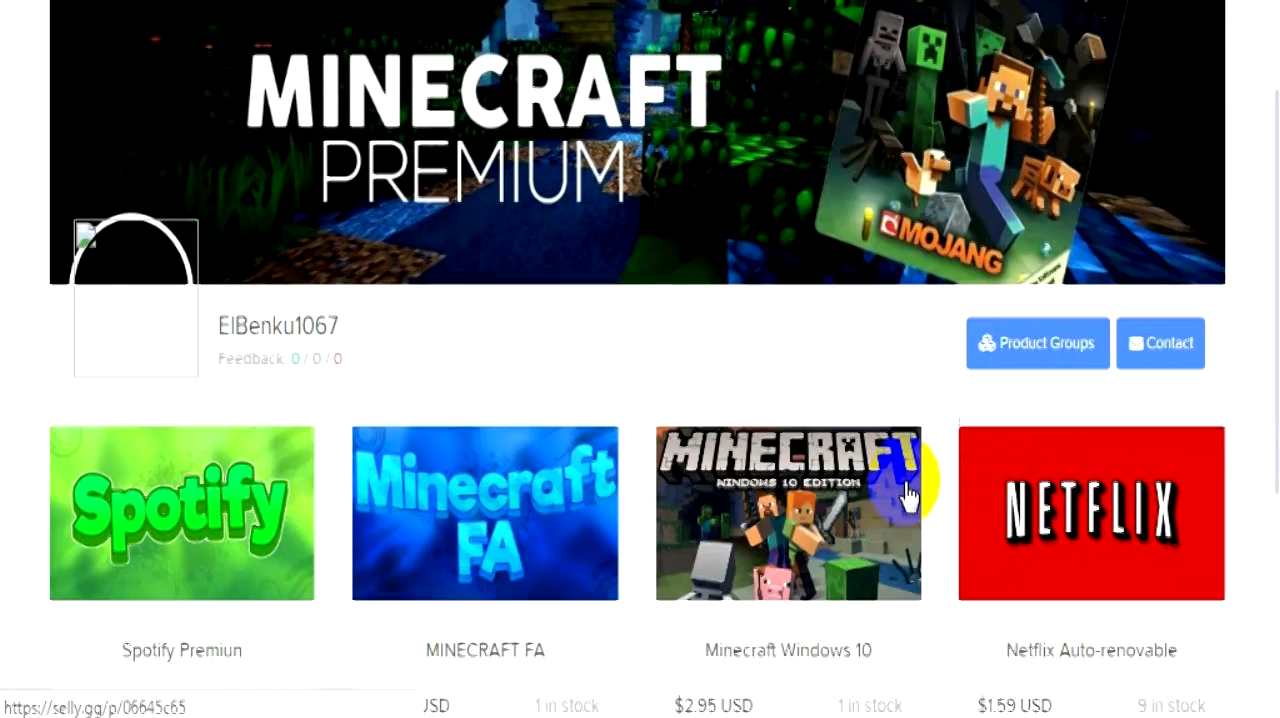 MINECRAFT
PREMIUM
MOJANG
ElBenku1067
Feedback 0 / 0 / 0
Product Groups
Contact
Spotify
Minecraft
FA
MINECRAFT
WINDOWS 10 EDITION
NETFLIX
Spotify Premiun
MINECRAFT FA
Minecraft Windows 10
Netflix Auto-renovable
https://selly.gg/p/06645c65
USD
1 in stock
$2.95 USD
1 in stock
$1.59 USD
9 in stock